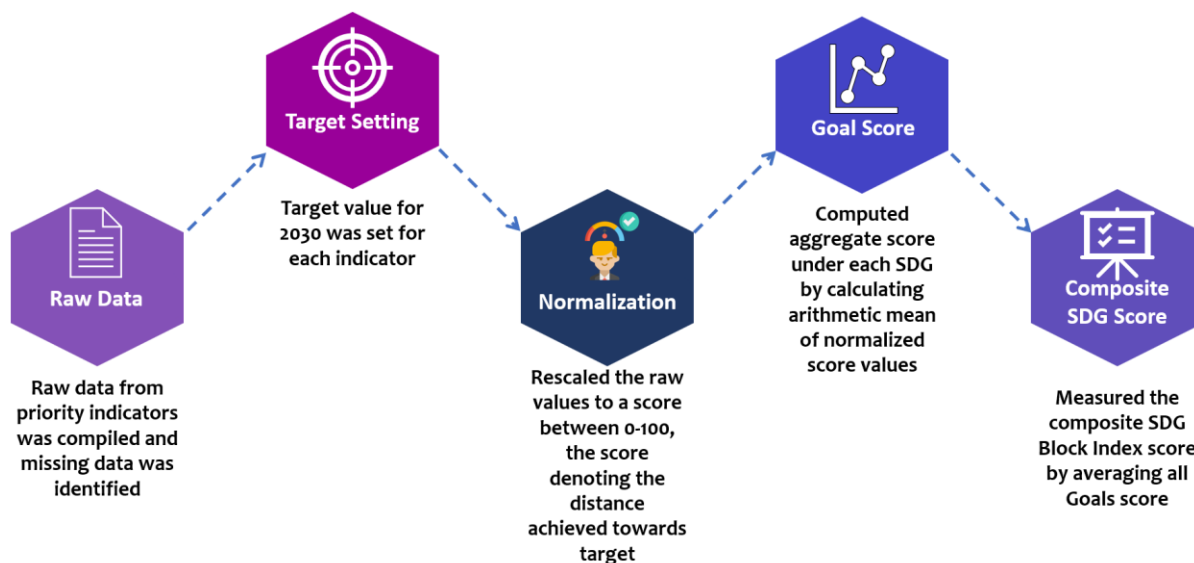 Raw Data
Raw data from
priority indicators
was compiled and
missing data was
identified
Target Setting
Target value for
2030 was set for
each indicator
Normalization
Rescaled the raw
values to a score
between 0-100,
the score
denoting the
distance
achieved towards
target
Goal Score
Computed
aggregate score
under each SDG
by calculating
arithmetic mean
of normalized
score values
Composite
SDG Score
Measured the
composite SDG
Block Index score
by averaging all
Goals score